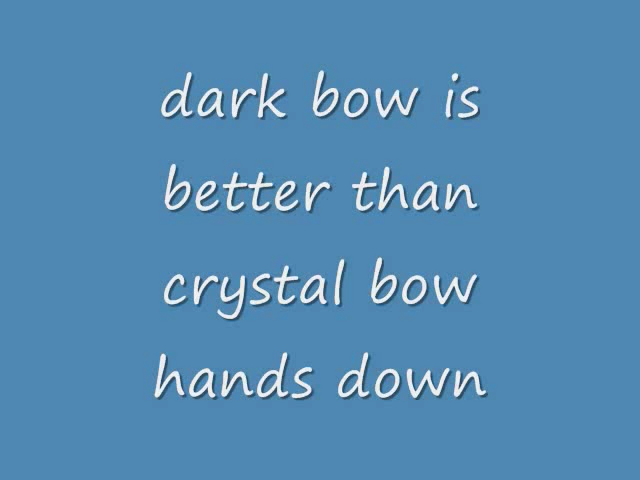 dark bow is
better than
crystal bow
hands down